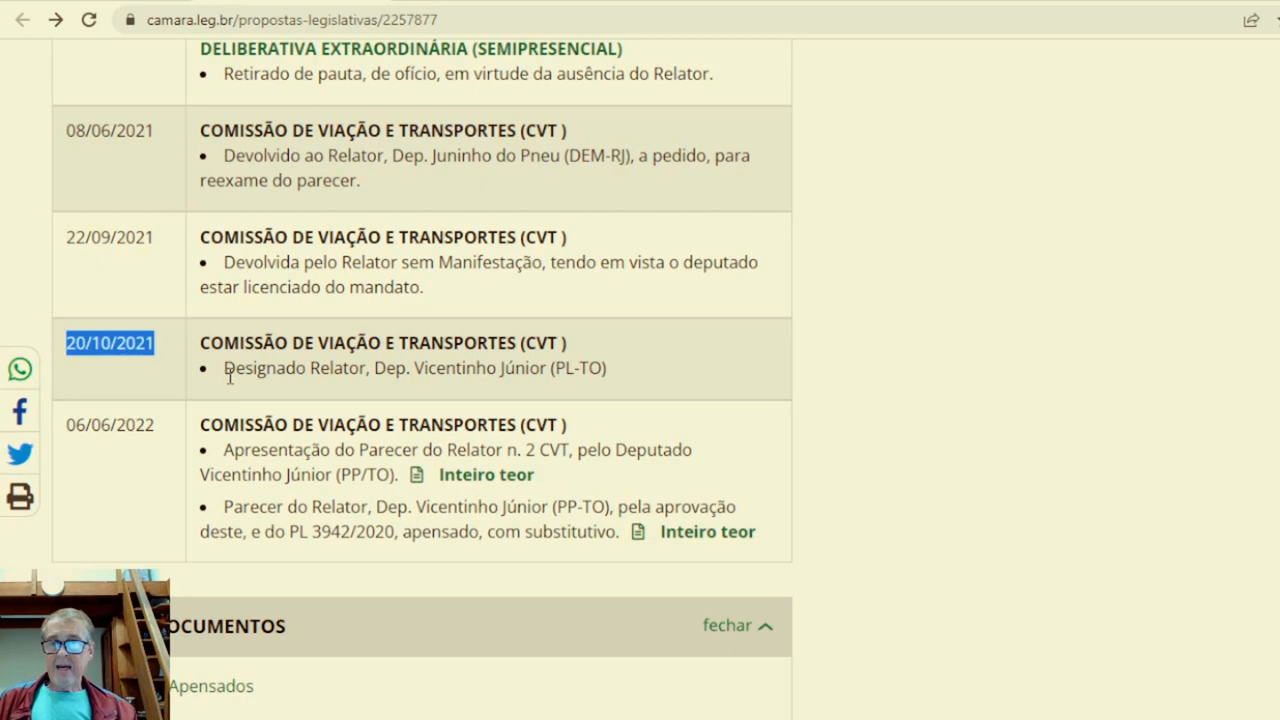 camara.leg.br/propostas-legislativas/2257877
DELIBERATIVA EXTRAORDINÁRIA (SEMIPRESENCIAL)
• Retirado de pauta, de ofício, em virtude da ausência do Relator.
08/06/2021 COMISSÃO DE VIAÇÃO E TRANSPORTES (CVT )
• Devolvido ao Relator, Dep. Juninho do Pneu (DEM-RJ), a pedido, para
reexame do parecer.
22/09/2021 COMISSÃO DE VIAÇÃO E TRANSPORTES (CVT )
• Devolvida pelo Relator sem Manifestação, tendo em vista o deputado
estar licenciado do mandato.
20/10/2021 COMISSÃO DE VIAÇÃO E TRANSPORTES (CVT )
• Designado Relator, Dep. Vicentinho Júnior (PL-TO)
06/06/2022 COMISSÃO DE VIAÇÃO E TRANSPORTES (CVT )
• Apresentação do Parecer do Relator n. 2 CVT, pelo Deputado
Vicentinho Júnior (PP/TO). Inteiro teor
• Parecer do Relator, Dep. Vicentinho Júnior (PP-TO), pela aprovação
deste, e do PL 3942/2020, apensado, com substitutivo. Inteiro teor
OCUMENTOS fechar
Apensados